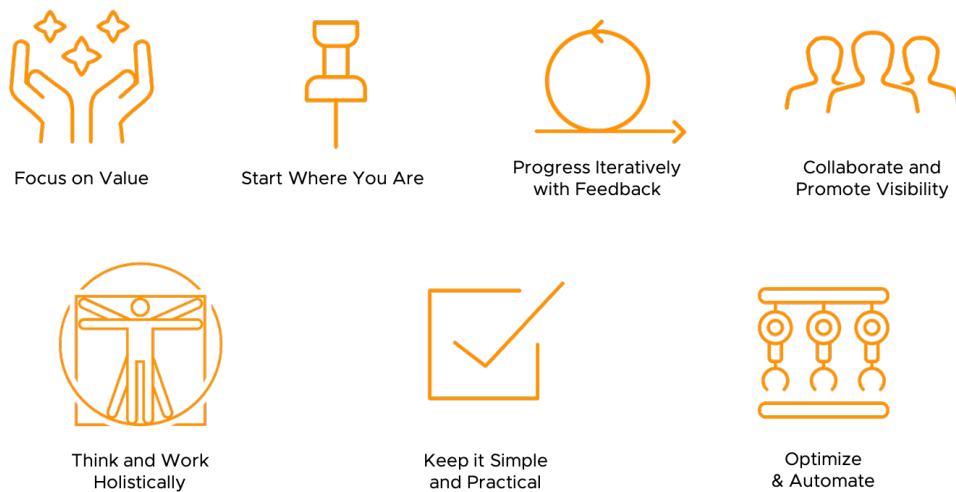 Focus on Value
Start Where You Are
Progress Iteratively
with Feedback
Collaborate and
Promote Visibility
Think and Work
Holistically
Keep it Simple
and Practical
Optimize
& Automate